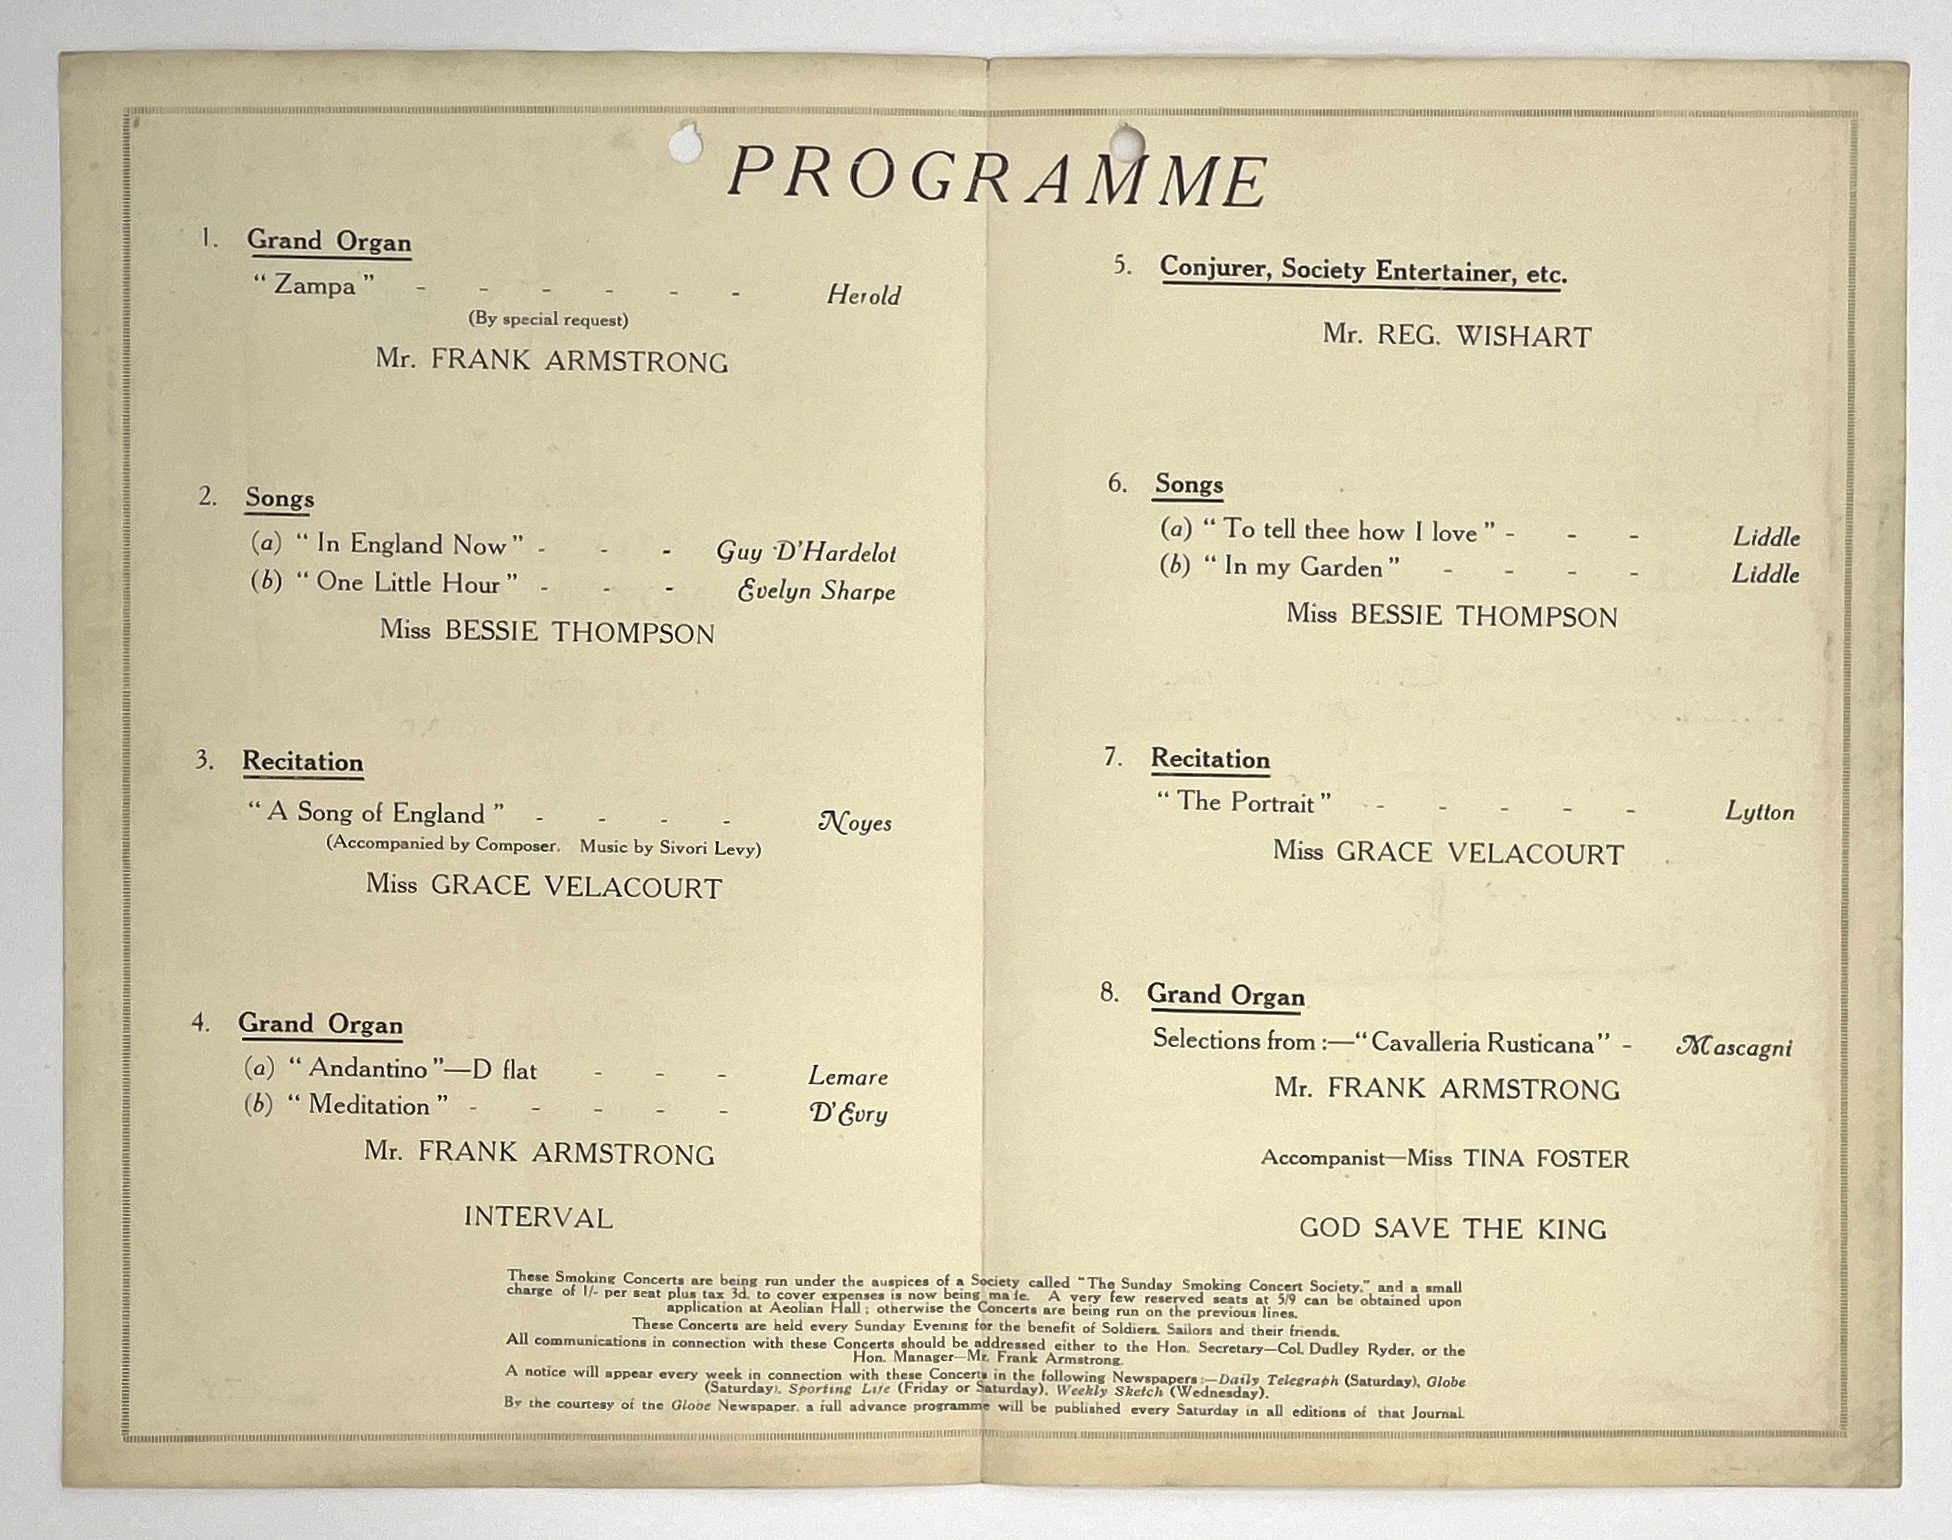 PROGRAMME
1. Grand Organ
" Zampa " - - - - - - Herold
(By special request)
Mr. FRANK ARMSTRONG
2. Songs
(a) " In England Now " - - - Guy D'Hardelot
(b) " One Little Hour " - - - Evelyn Sharpe
Miss BESSIE THOMPSON
3. Recitation
" A Song of England " - - - - Noyes
(Accompanied by Composer. Music by Sivori Levy)
Miss GRACE VELACOURT
4. Grand Organ
(a) " Andantino "—D flat - - - Lemare
(b) " Meditation " - - - - - D'Evry
Mr. FRANK ARMSTRONG
INTERVAL
5. Conjurer, Society Entertainer, etc.
Mr. REG. WISHART
6. Songs
(a) " To tell thee how I love " - - - Liddle
(b) " In my Garden " - - - - Liddle
Miss BESSIE THOMPSON
7. Recitation
" The Portrait " - - - - - Lytton
Miss GRACE VELACOURT
8. Grand Organ
Selections from :—" Cavalleria Rusticana " - Mascagni
Mr. FRANK ARMSTRONG
Accompanist—Miss TINA FOSTER
GOD SAVE THE KING
These Smoking Concerts are being run under the auspices of a Society called "The Sunday Smoking Concert Society," and a small
charge of 1/- per seat plus tax 3d. to cover expenses is now being made. A very few reserved seats at 5/9 can be obtained upon
application at Aeolian Hall ; otherwise the Concerts are being run on the previous lines.
These Concerts are held every Sunday Evening for the benefit of Soldiers, Sailors and their friends.
All communications in connection with these Concerts should be addressed either to the Hon. Secretary—Col. Dudley Ryder, or the
Hon. Manager—Mr. Frank Armstrong.
A notice will appear every week in connection with these Concerts in the following Newspapers :—Daily Telegraph (Saturday), Globe
(Saturday), Sporting Life (Friday or Saturday), Weekly Sketch (Wednesday).
By the courtesy of the Globe Newspaper, a full advance programme will be published every Saturday in all editions of that Journal.